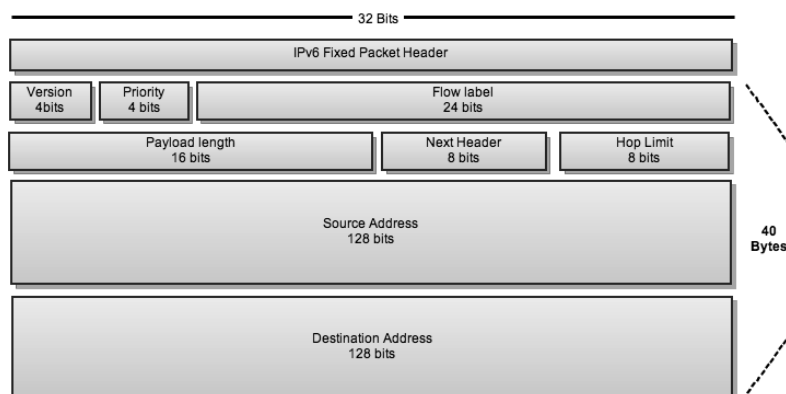 32 Bits
IPv6 Fixed Packet Header
Version
4bits
Priority
4 bits
Flow label
24 bits
Payload length
16 bits
Next Header
8 bits
Hop Limit
8 bits
Source Address
128 bits
40
Bytes
Destination Address
128 bits